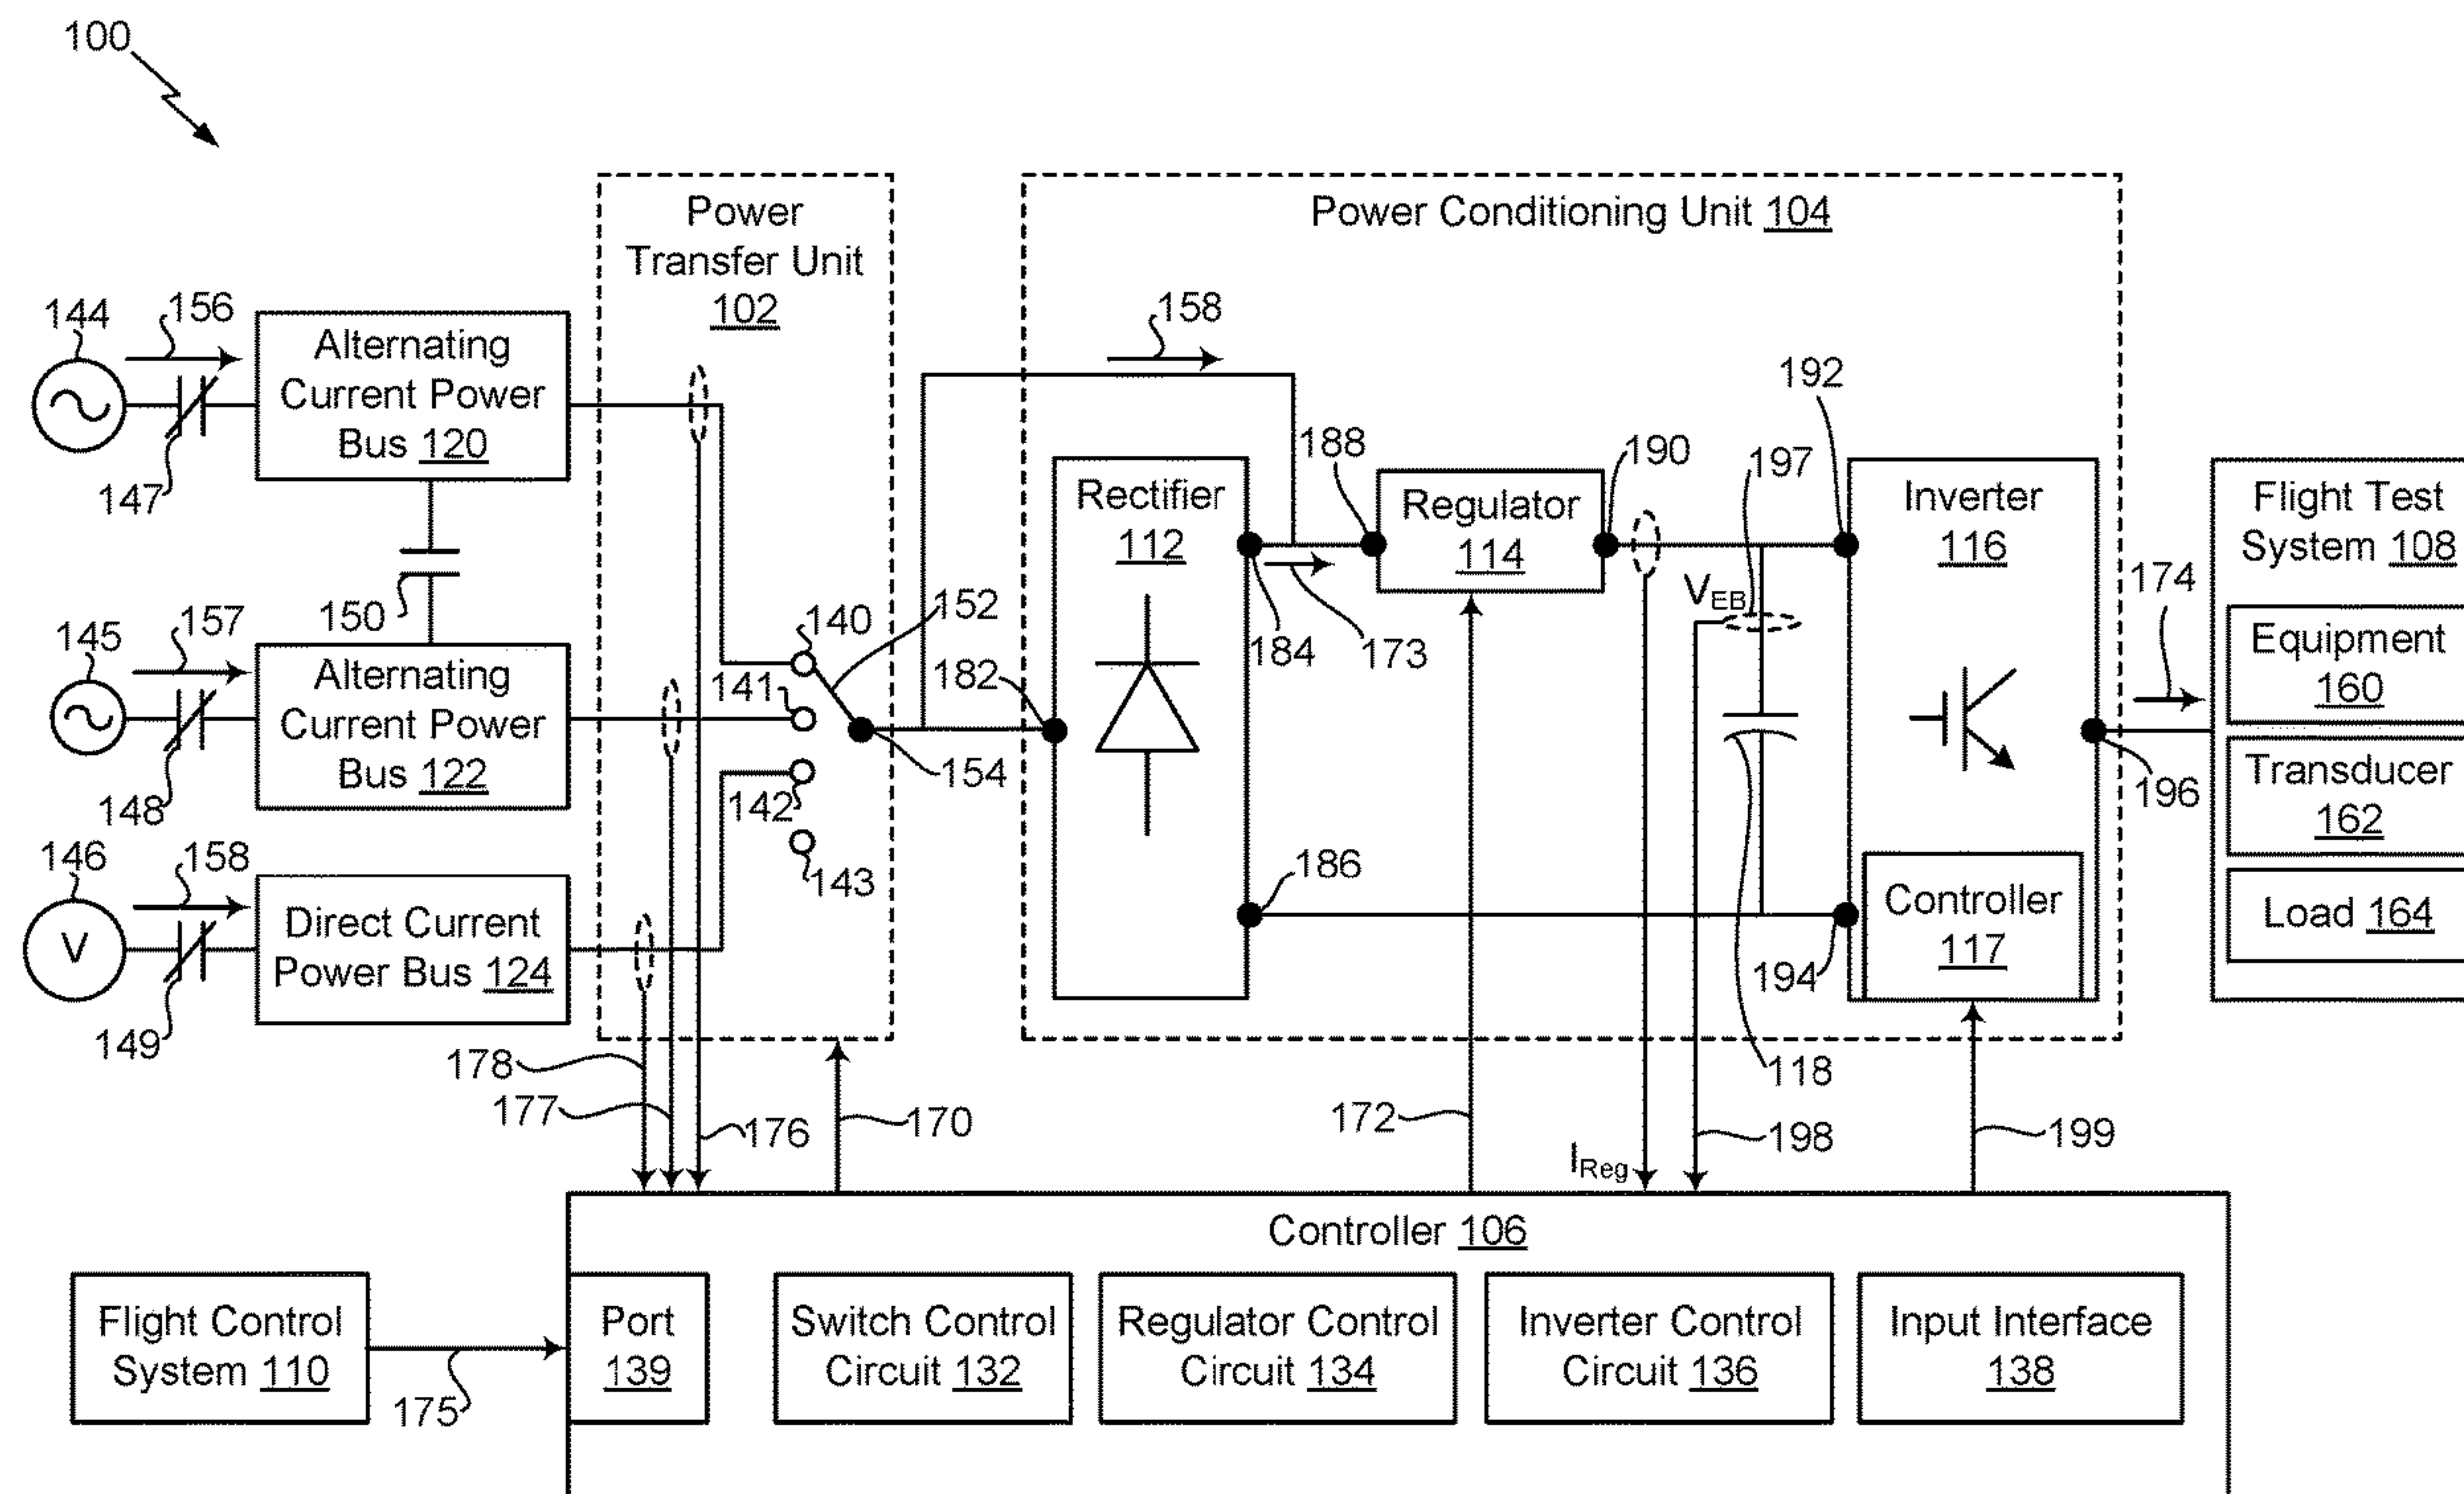 100
Power
Transfer Unit
102
Power Conditioning Unit 104
144
156
Alternating
Current Power
Bus 120
147
150
145
157
Alternating
Current Power
Bus 122
148
146
158
V
Direct Current
Power Bus 124
149
140
152
141
142
143
154
182
158
Rectifier
112
184
173
186
188
Regulator
114
190
197
192
VEB
Inverter
116
Controller
117
194
118
174
196
Flight Test
System 108
Equipment
160
Transducer
162
Load 164
178
177
176
170
172
IReg
198
199
Controller 106
Flight Control
System 110
175
Port
139
Switch Control
Circuit 132
Regulator Control
Circuit 134
Inverter Control
Circuit 136
Input Interface
138